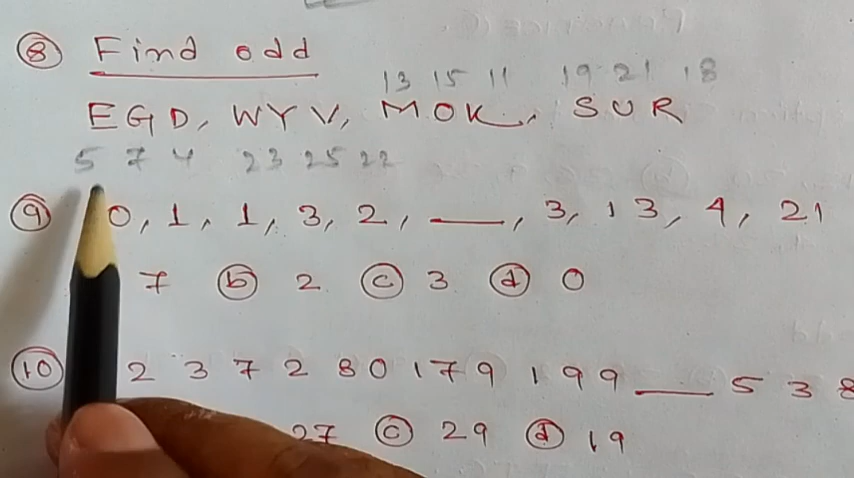 ⑧ Find odd
13 15 11 19 21 18
EGD, WYV, MOK, SUR
5 7 4 23 25 22
⑨ 0, 1, 1, 3, 2, ___, 3, 13, 4, 21
7 ⓑ 2 ⓒ 3 ⓓ 0
⑩ 2 3 7 2 8 0 1 7 9 1 9 9 ___ 5 3 8
27 ⓒ 29 ⓓ 19